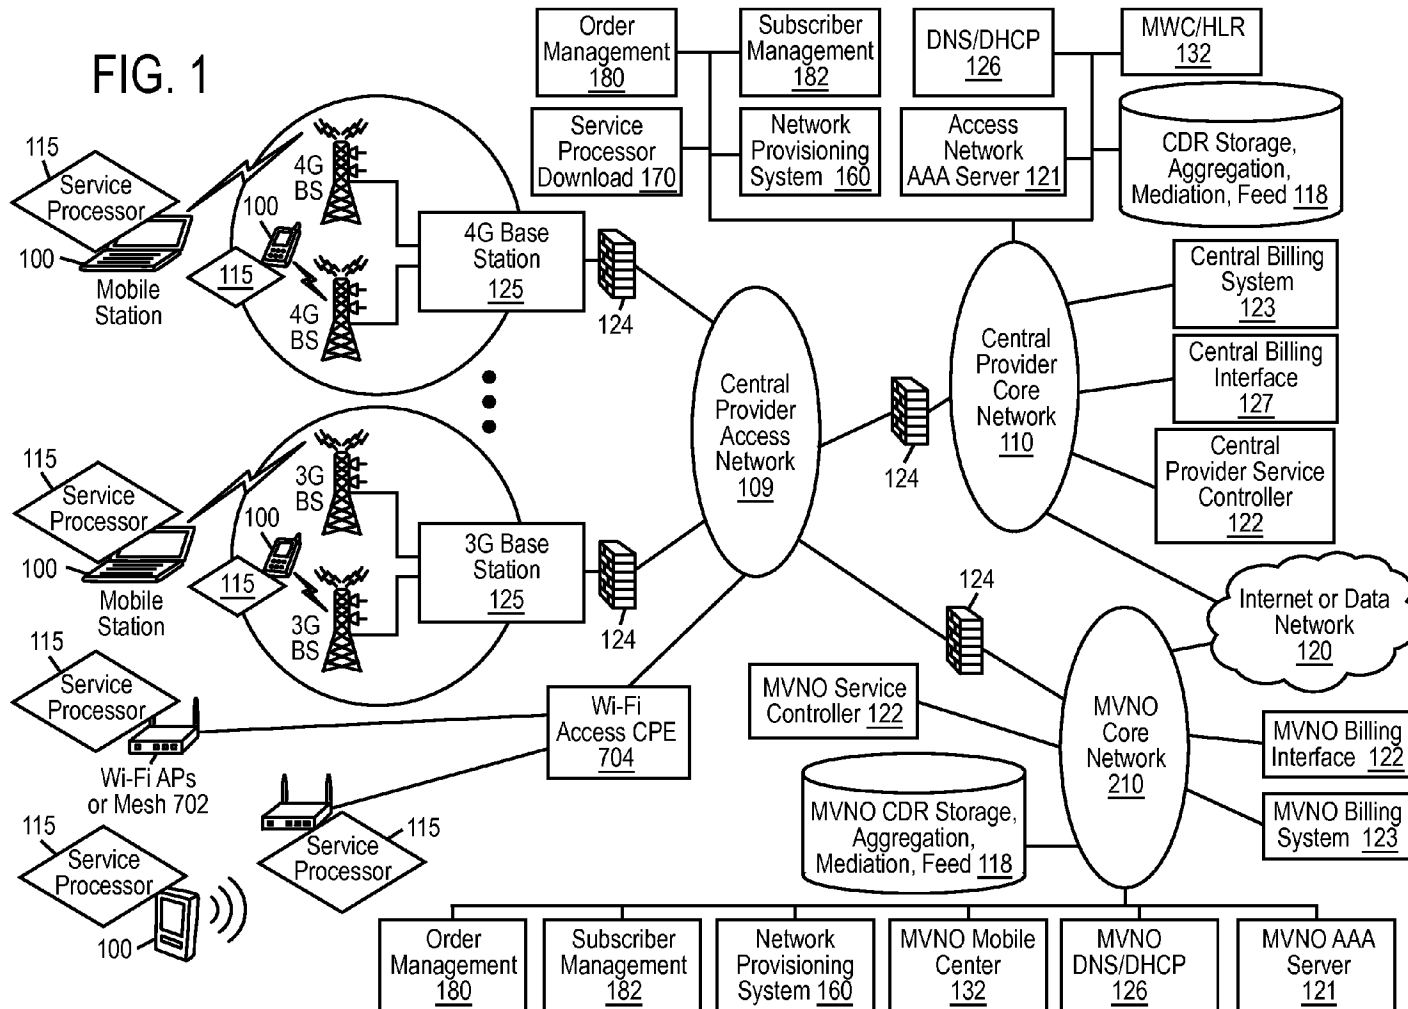 FIG. 1
Order
Management
180
Subscriber
Management
182
DNS/DHCP
126
MWC/HLR
132
Service
Processor
Download 170
Network
Provisioning
System 160
Access
Network
AAA Server 121
CDR Storage,
Aggregation,
Mediation, Feed 118
115
Service
Processor
100
Mobile
Station
4G
BS
100
115
4G
BS
4G Base
Station
125
124
Central
Provider
Access
Network
109
124
Central
Provider
Core
Network
110
Central Billing
System
123
Central Billing
Interface
127
Central
Provider Service
Controller
122
115
Service
Processor
100
Mobile
Station
3G
BS
100
115
3G
BS
3G Base
Station
125
124
124
Internet or Data
Network
120
115
Service
Processor
Wi-Fi APs
or Mesh 702
Wi-Fi
Access CPE
704
MVNO Service
Controller 122
MVNO
Core
Network
210
MVNO Billing
Interface 122
MVNO Billing
System 123
MVNO CDR Storage,
Aggregation,
Mediation, Feed 118
115
Service
Processor
100
115
Service
Processor
Order
Management
180
Subscriber
Management
182
Network
Provisioning
System 160
MVNO Mobile
Center
132
MVNO
DNS/DHCP
126
MVNO AAA
Server
121